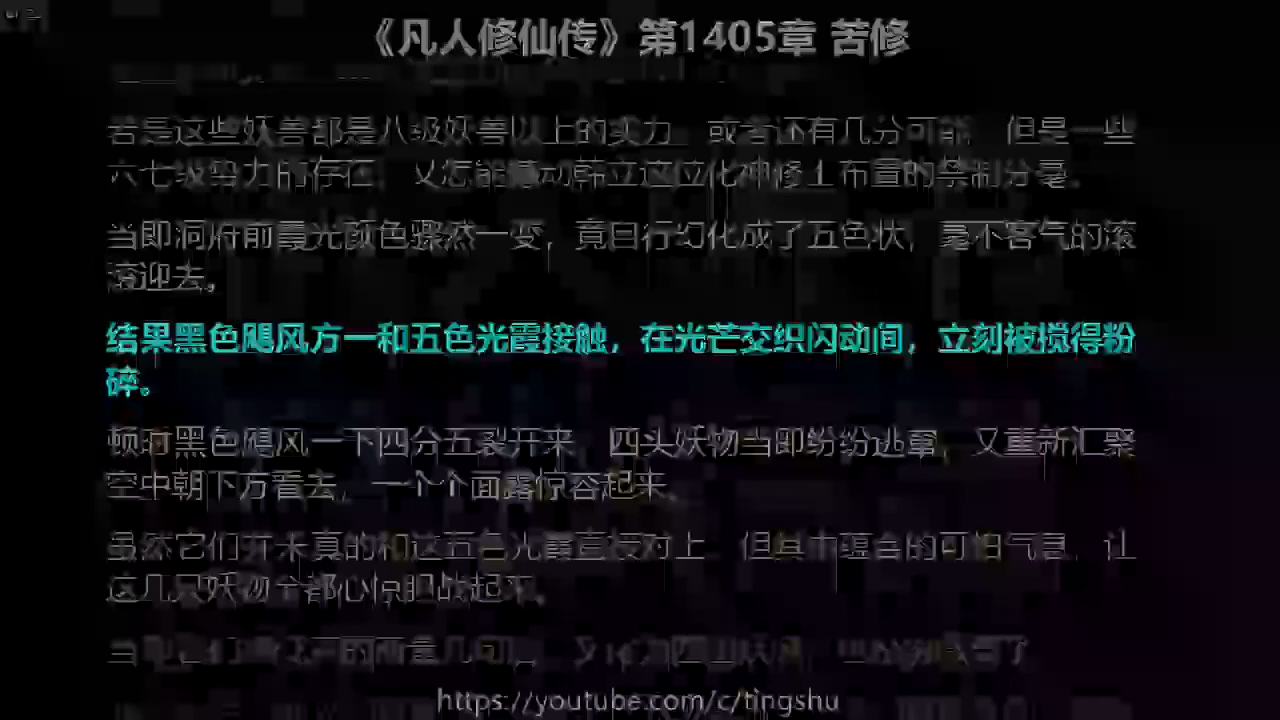 《凡人修仙传》第1405章 苦修
若是这些妖兽都是八级妖兽以上的实力，或者还有几分可能，但是一些
六七级势力的存在，又怎能撼动韩立这位化神修士布置的禁制分毫。
当即洞府前霞光颜色骤然一变，竟自行幻化成了五色状，毫不客气的滚
滚迎去。
结果黑色飓风方一和五色光霞接触，在光芒交织闪动间，立刻被搅得粉
碎。
顿时黑色飓风一下四分五裂开来，四头妖物当即纷纷逃窜，又重新汇聚
空中朝下方看去，一个个面露惊容起来。
虽然它们并未真的和这五色光霞直接对上，但其中蕴含的可怕气息，让
这几只妖物全都心惊胆战起来。
https://youtube.com/c/tingshu